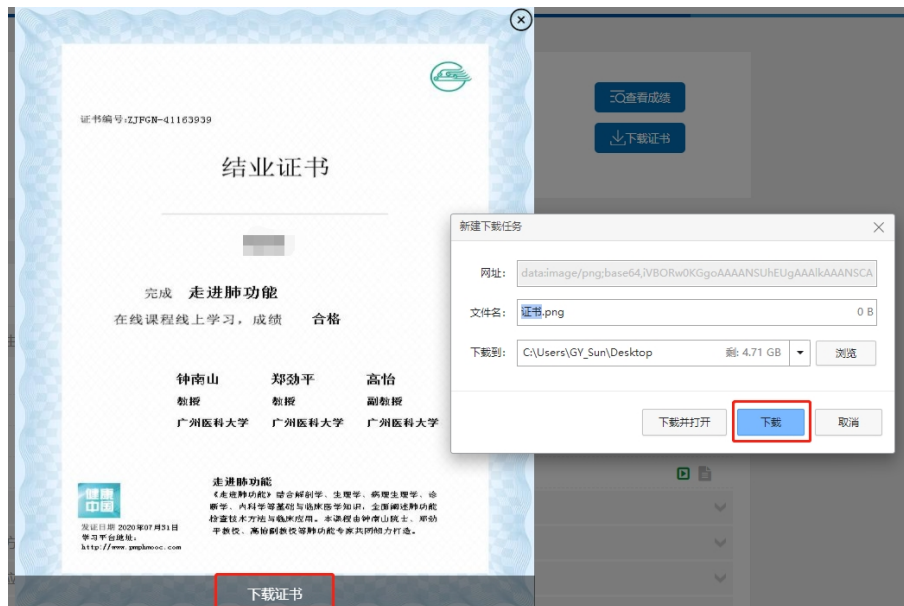 证书编号:ZJFGN-41163939
结业证书
完成 走进肺功能
在线课程线上学习，成绩 合格
钟南山 郑劲平 高怡
教授 教授 副教授
广州医科大学 广州医科大学 广州医科大学
健康
中国
发证日期 2020年07月31日
学习平台地址：
http://www.pmphmooc.com
走进肺功能
《走进肺功能》结合解剖学、生理学、病理生理学、诊
断学、内科学等基础与临床医学知识，全面阐述肺功能
检查技术方法与临床应用。本课程由钟南山院士、郑劲
平教授、高怡副教授等肺功能专家共同倾力打造。
下载证书
查看成绩
下载证书
新建下载任务
网址： data:image/png;base64,iVBORw0KGgoAAAANSUhEUgAAAlkAAANSCA
文件名： 证书.png 0 B
下载到： C:\Users\GY_Sun\Desktop 剩: 4.71 GB 浏览
下载并打开 下载 取消